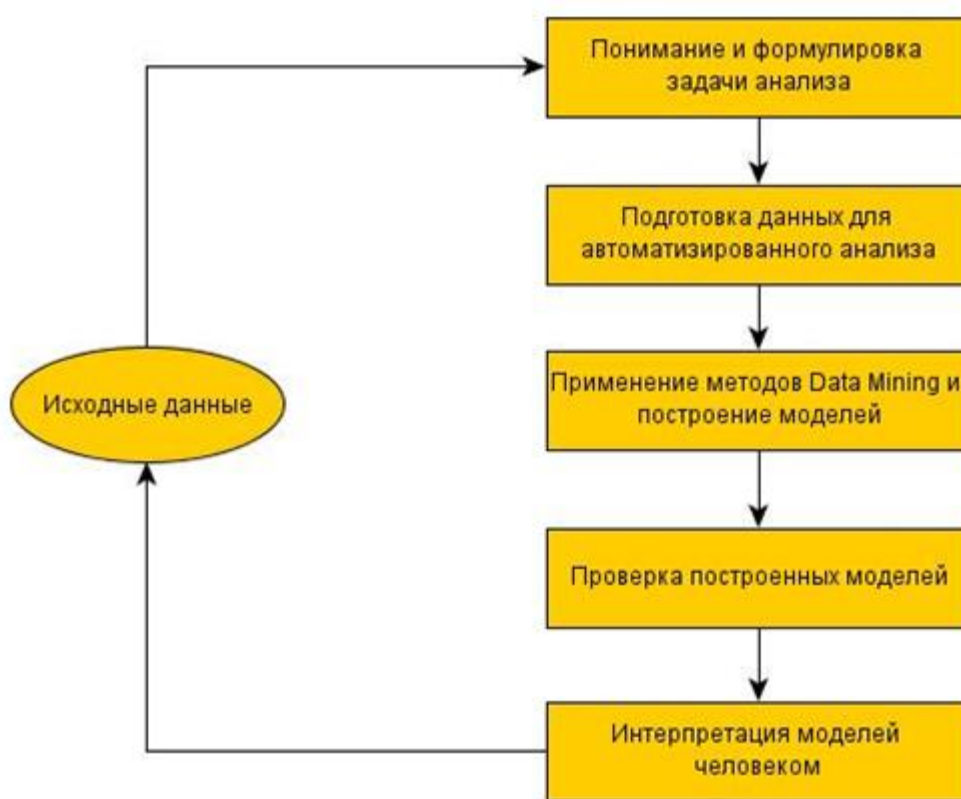 Понимание и формулировка
задачи анализа
Подготовка данных для
автоматизированного анализа
Исходные данные
Применение методов Data Mining и
построение моделей
Проверка построенных моделей
Интерпретация моделей
человеком